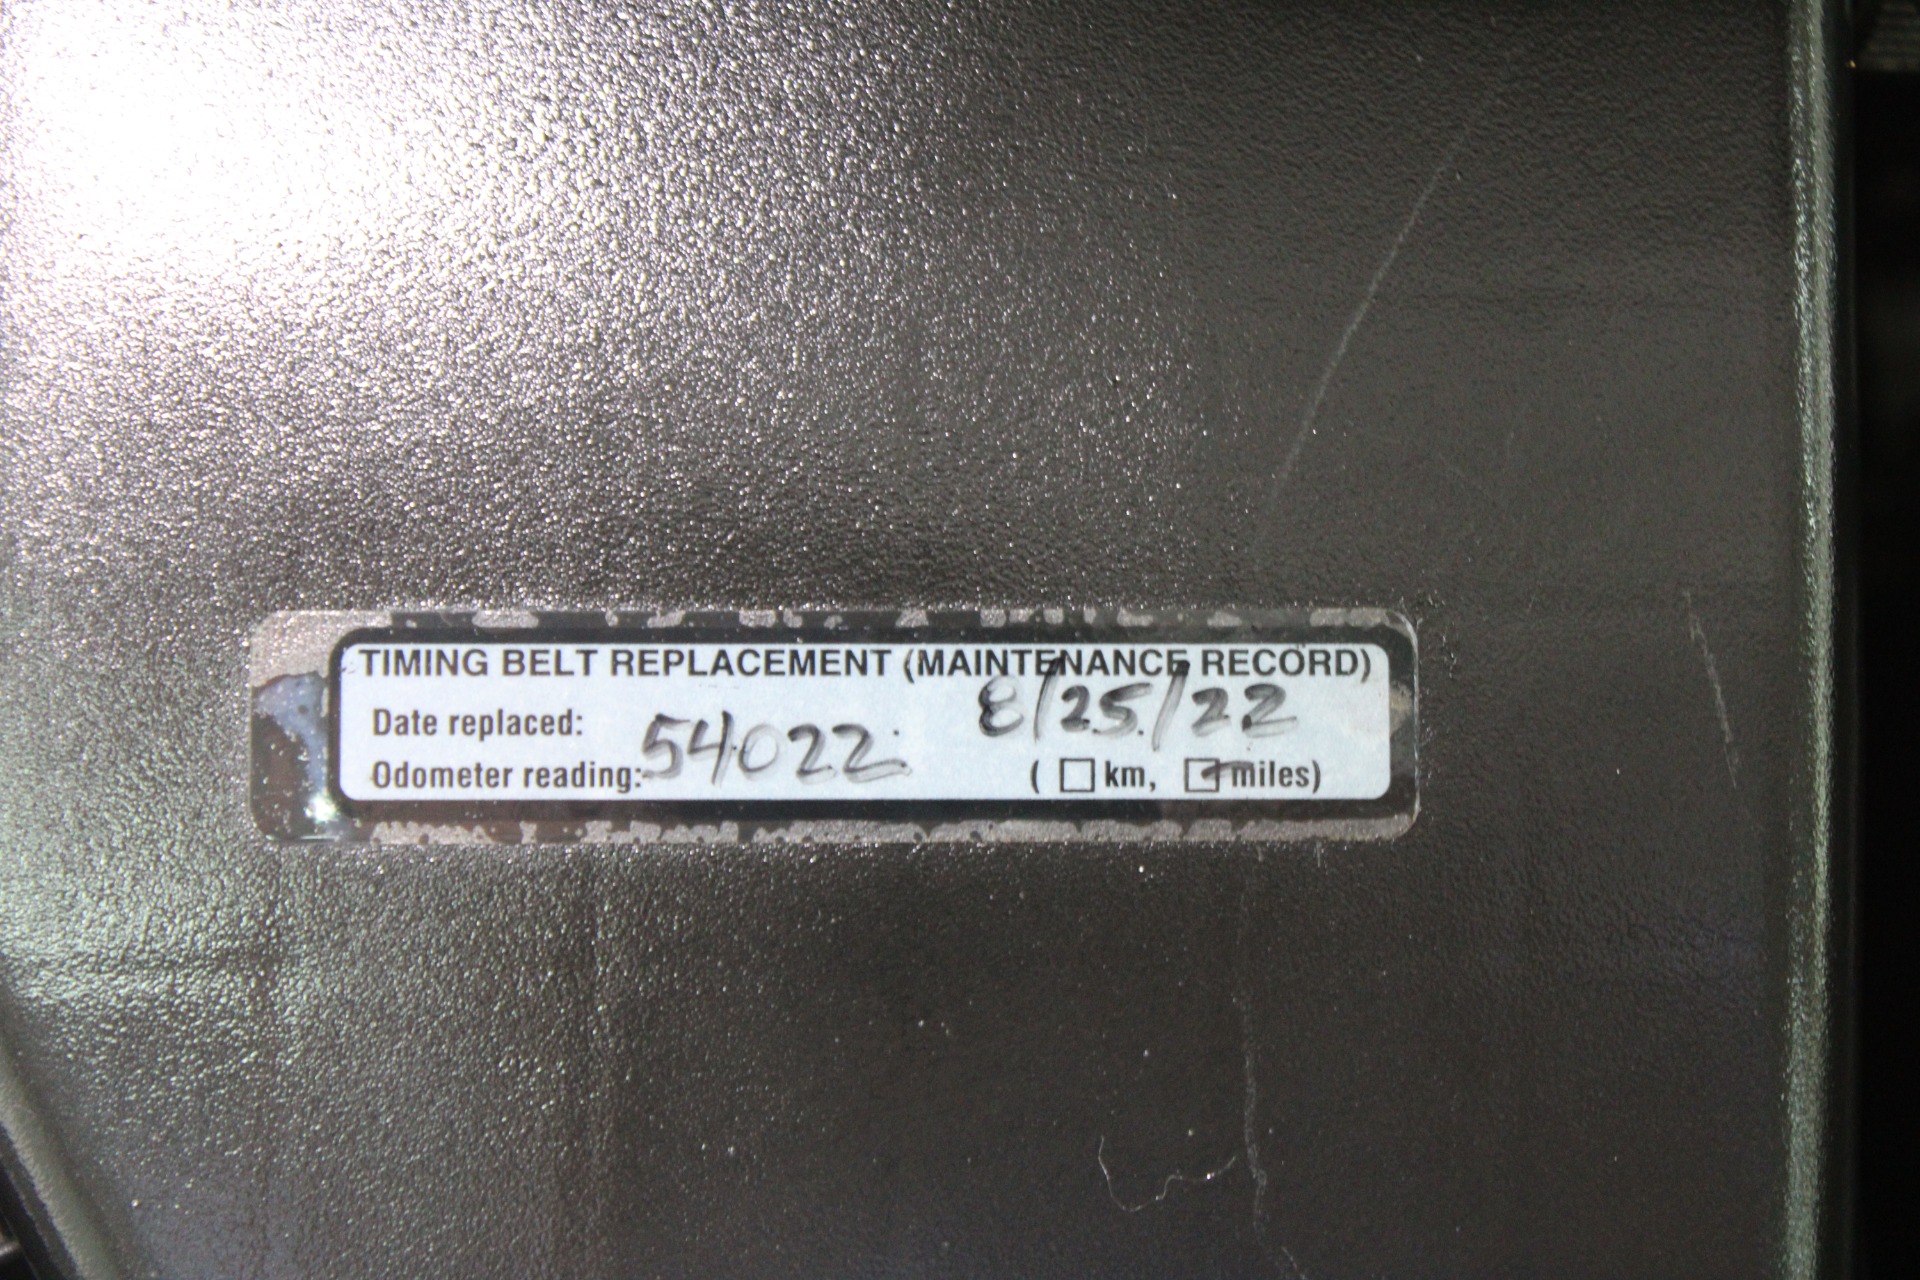 TIMING BELT REPLACEMENT (MAINTENANCE RECORD)
Date replaced: 8/25/22
Odometer reading: 54022 ( km, miles)